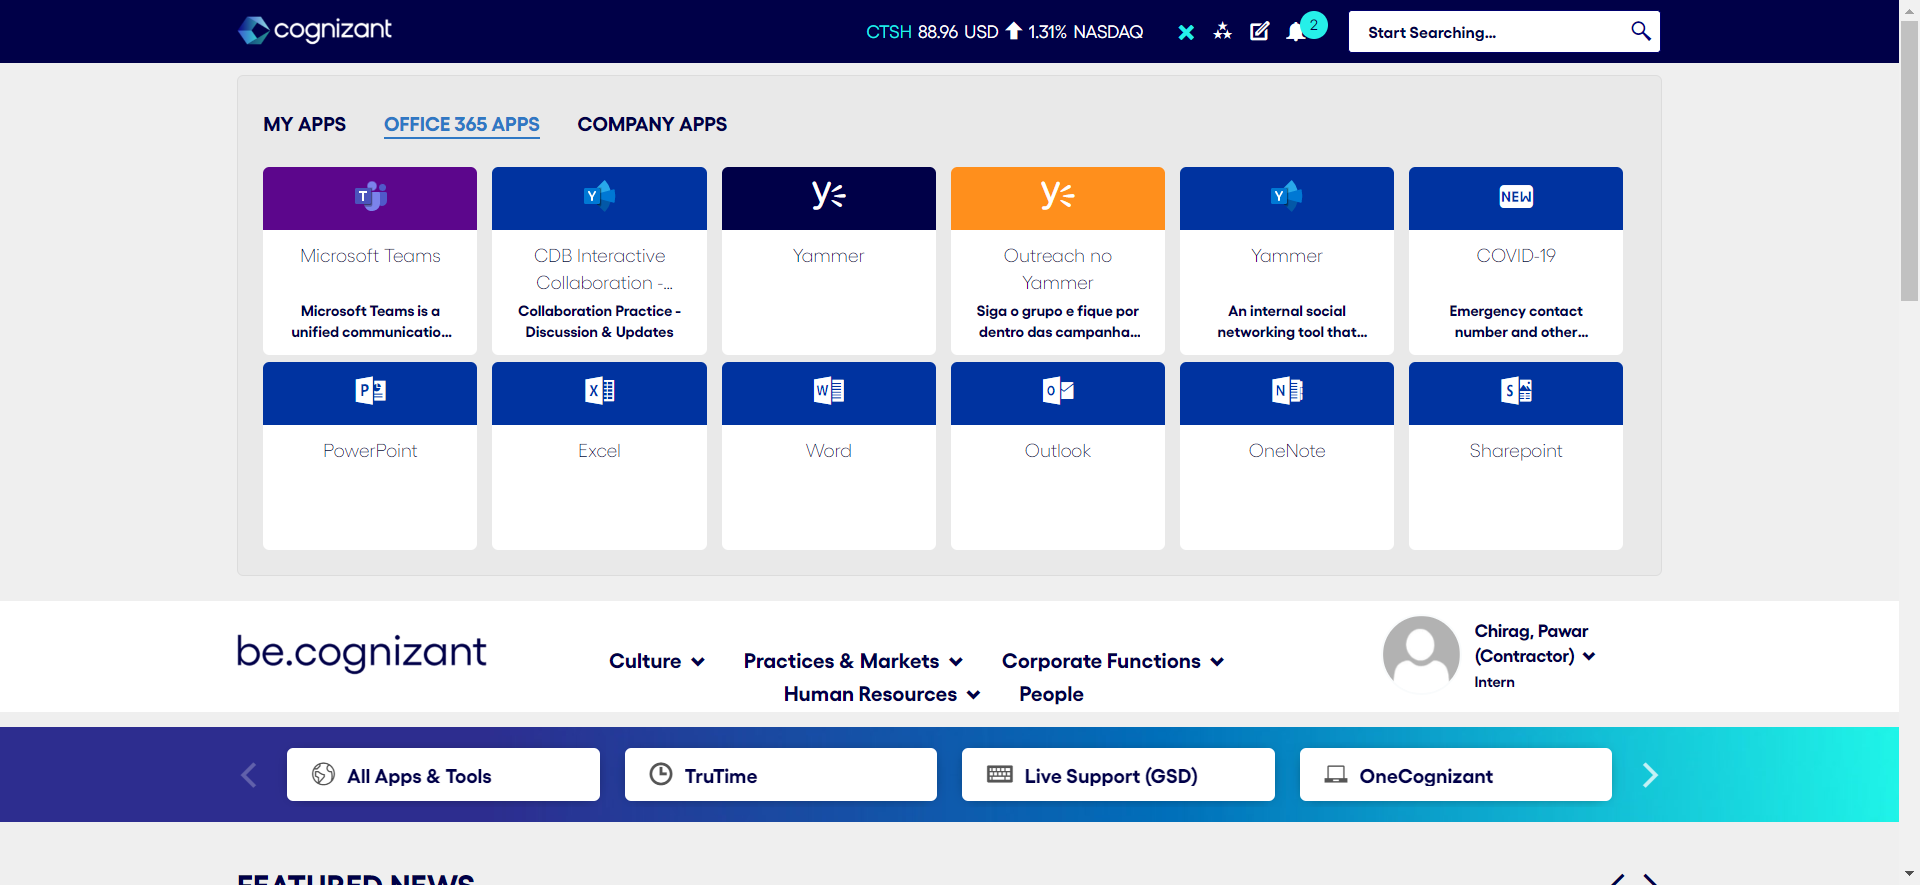 cognizant
CTSH 88.96 USD 1.31% NASDAQ
2
Start Searching...
MY APPS
OFFICE 365 APPS
COMPANY APPS
T
Microsoft Teams
Microsoft Teams is a
unified communicatio...
Y
CDB Interactive
Collaboration -...
Collaboration Practice -
Discussion & Updates
y
Yammer
y
Outreach no
Yammer
Siga o grupo e fique por
dentro das campanha...
Y
Yammer
An internal social
networking tool that...
NEW
COVID-19
Emergency contact
number and other...
P
PowerPoint
X
Excel
W
Word
O
Outlook
N
OneNote
S
Sharepoint
be.cognizant
Culture
Practices & Markets
Corporate Functions
Human Resources
People
Chirag, Pawar
(Contractor)
Intern
All Apps & Tools
TruTime
Live Support (GSD)
OneCognizant
FEATURED NEWS